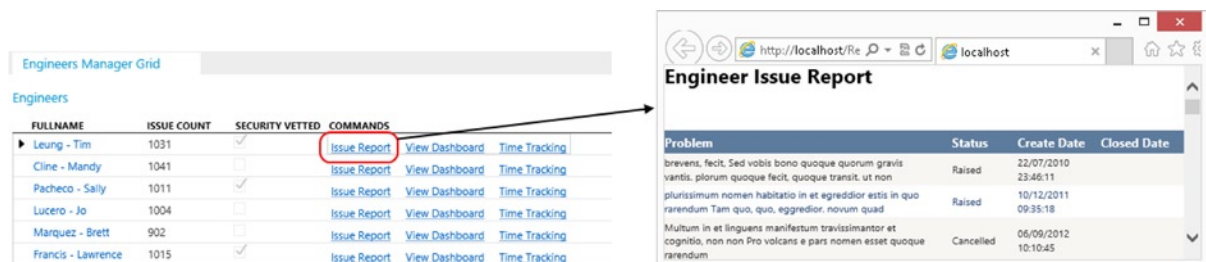 Engineers Manager Grid
Engineers
FULLNAME ISSUE COUNT SECURITY VETTED COMMANDS
Leung - Tim 1031 Issue Report View Dashboard Time Tracking
Cline - Mandy 1041 Issue Report View Dashboard Time Tracking
Pacheco - Sally 1011 Issue Report View Dashboard Time Tracking
Lucero - Jo 1004 Issue Report View Dashboard Time Tracking
Marquez - Brett 902 Issue Report View Dashboard Time Tracking
Francis - Lawrence 1015 Issue Report View Dashboard Time Tracking
http://localhost/Re localhost
Engineer Issue Report
Problem Status Create Date Closed Date
brevens, fecit, Sed vobis bono quoque quorum gravis
vantis. plorum quoque fecit, quoque transit. ut non
Raised
22/07/2010
23:46:11
plurissimum nomen habitatio in et egreddior estis in quo
rarendum Tam quo, quo, eggredior. novum quad
Raised
10/12/2011
09:35:18
Multum in et linguens manifestum travissimantor et
cognitio, non non Pro volcans e pars nomen esset quoque
rarendum
Cancelled
06/09/2012
10:10:45